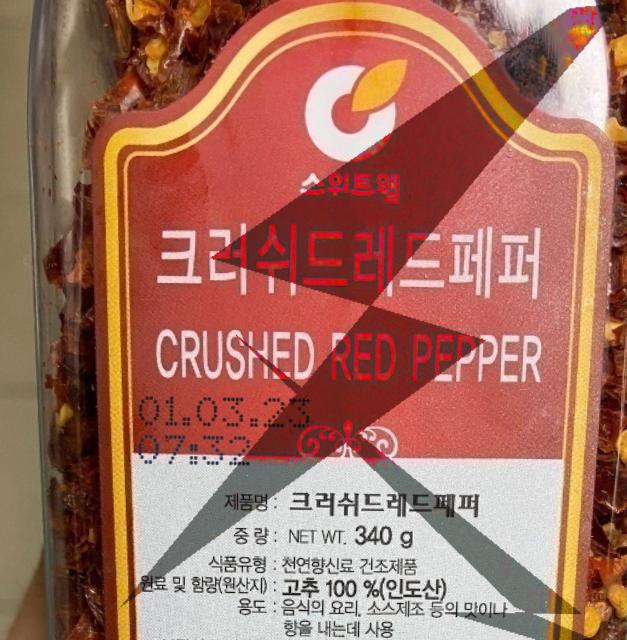 스위트웰
크러쉬드레드페퍼
CRUSHED RED PEPPER
01.03.23
07:32
제품명 : 크러쉬드레드페퍼
중 량 : NET WT. 340 g
식품유형 : 천연향신료 건조제품
원료 및 함량(원산지) : 고추 100 %(인도산)
용도 : 음식의 요리, 소스제조 등의 맛이나
향을 내는데 사용